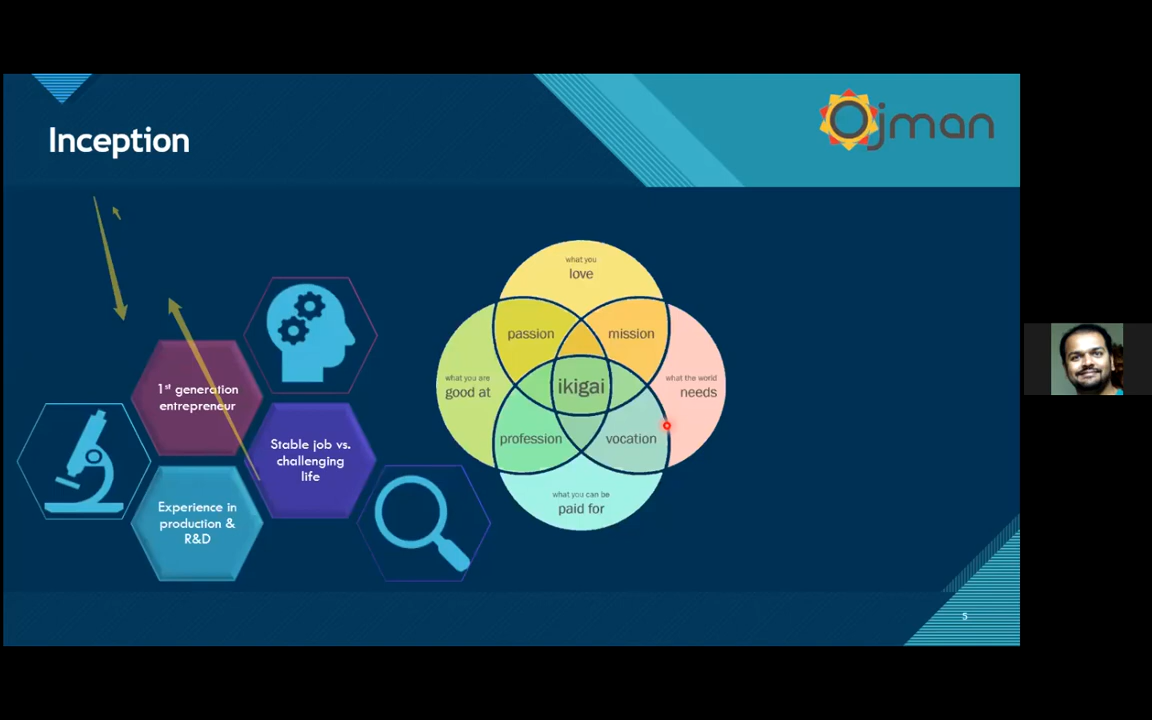 Inception
Ojman
1st generation
entrepreneur
Stable job vs.
challenging
life
Experience in
production &
R&D
what you
love
passion
mission
what you are
good at
ikigai
what the world
needs
profession
vocation
what you can be
paid for
5